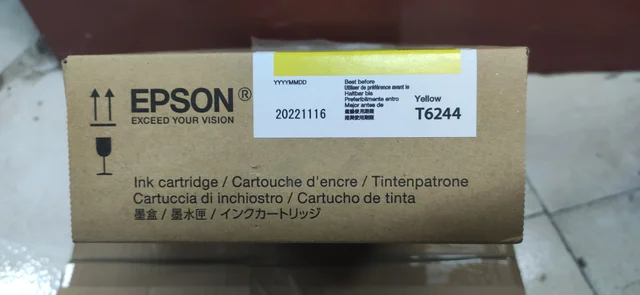 EPSON®
EXCEED YOUR VISION
YYYYMMDD
20221116
Best before
Utiliser de préférence avant le
Haltbar bis
Preferibilmente entro
Mejor antes de
Yellow
T6244
Ink cartridge / Cartouche d'encre / Tintenpatrone
Cartuccia di inchiostro / Cartucho de tinta
墨盒 / 墨水匣 / インクカートリッジ